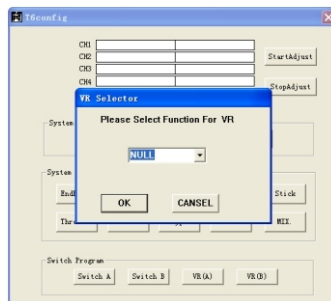 T6config
CH1
CH2
CH3
CH4
StartAdjust
StopAdjust
VR Selector
Please Select Function For VR
NULL
OK
CANSEL
System
System
Stick
MIX.
Switch Program
Switch A
Switch B
VR(A)
VR(B)